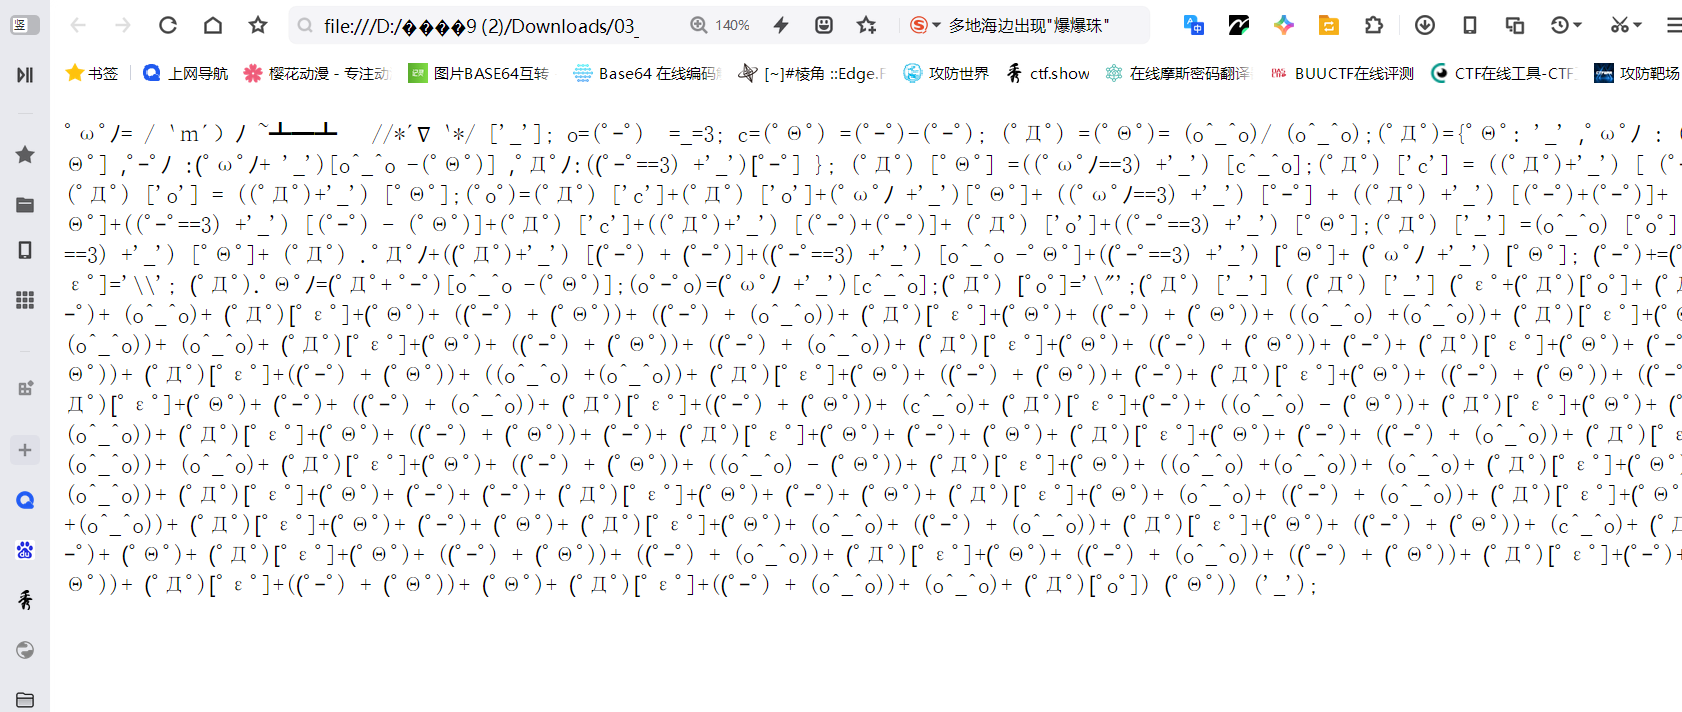 竖
file:///D:/����9 (2)/Downloads/03_
140%
多地海边出现"爆爆珠"
书签 上网导航 樱花动漫 - 专注动 图片BASE64互转 Base64 在线编码 [~]#棱角 ::Edge.F 攻防世界 ctf.show 在线摩斯密码翻译 BUUCTF在线评测 CTF在线工具-CTF 攻防靶场
ﾟωﾟﾉ= /｀ｍ´）ﾉ ~┻━┻   //*´∇｀*/ ['_']; o=(ﾟｰﾟ)  =_=3; c=(ﾟΘﾟ) =(ﾟｰﾟ)-(ﾟｰﾟ); (ﾟДﾟ) =(ﾟΘﾟ)= (o^_^o)/ (o^_^o);(ﾟДﾟ)={ﾟΘﾟ: '_' ,ﾟωﾟﾉ : (
Θﾟ] ,ﾟｰﾟﾉ :(ﾟωﾟﾉ+ '_')[o^_^o -(ﾟΘﾟ)] ,ﾟДﾟﾉ:((ﾟｰﾟ==3) +'_')[ﾟｰﾟ] }; (ﾟДﾟ) [ﾟΘﾟ] =((ﾟωﾟﾉ==3) +'_') [c^_^o];(ﾟДﾟ) ['c'] = ((ﾟДﾟ)+'_') [ (ﾟｰ
(ﾟДﾟ) ['o'] = ((ﾟДﾟ)+'_') [ﾟΘﾟ];(ﾟoﾟ)=(ﾟДﾟ) ['c']+(ﾟДﾟ) ['o']+(ﾟωﾟﾉ +'_')[ﾟΘﾟ]+ ((ﾟωﾟﾉ==3) +'_') [ﾟｰﾟ] + ((ﾟДﾟ) +'_') [(ﾟｰﾟ)+(ﾟｰﾟ)]+
Θﾟ]+((ﾟｰﾟ==3) +'_') [(ﾟｰﾟ) - (ﾟΘﾟ)]+(ﾟДﾟ) ['c']+((ﾟДﾟ)+'_') [(ﾟｰﾟ)+(ﾟｰﾟ)]+ (ﾟДﾟ) ['o']+((ﾟｰﾟ==3) +'_') [ﾟΘﾟ];(ﾟДﾟ) ['_'] =(o^_^o) [ﾟoﾟ]
==3) +'_') [ﾟΘﾟ]+ (ﾟДﾟ) .ﾟДﾟﾉ+((ﾟДﾟ)+'_') [(ﾟｰﾟ) + (ﾟｰﾟ)]+((ﾟｰﾟ==3) +'_') [o^_^o -ﾟΘﾟ]+((ﾟｰﾟ==3) +'_') [ﾟΘﾟ]+ (ﾟωﾟﾉ +'_') [ﾟΘﾟ]; (ﾟｰﾟ)+=(ﾟ
εﾟ]='\\'; (ﾟДﾟ).ﾟΘﾟﾉ=(ﾟДﾟ+ﾟｰﾟ)[o^_^o -(ﾟΘﾟ)];(oﾟｰﾟo)=(ﾟωﾟﾉ +'_')[c^_^o];(ﾟДﾟ) [ﾟoﾟ]='\"';(ﾟДﾟ) ['_'] ( (ﾟДﾟ) ['_'] (ﾟεﾟ+(ﾟДﾟ)[ﾟoﾟ]+ (ﾟД
ｰﾟ)+ (o^_^o)+ (ﾟДﾟ)[ﾟεﾟ]+(ﾟΘﾟ)+ ((ﾟｰﾟ) + (ﾟΘﾟ))+ ((ﾟｰﾟ) + (o^_^o))+ (ﾟДﾟ)[ﾟεﾟ]+(ﾟΘﾟ)+ ((ﾟｰﾟ) + (ﾟΘﾟ))+ ((o^_^o) +(o^_^o))+ (ﾟДﾟ)[ﾟεﾟ]+(ﾟΘ
(o^_^o))+ (o^_^o)+ (ﾟДﾟ)[ﾟεﾟ]+(ﾟΘﾟ)+ ((ﾟｰﾟ) + (ﾟΘﾟ))+ ((ﾟｰﾟ) + (o^_^o))+ (ﾟДﾟ)[ﾟεﾟ]+(ﾟΘﾟ)+ ((ﾟｰﾟ) + (ﾟΘﾟ))+ (ﾟｰﾟ)+ (ﾟДﾟ)[ﾟεﾟ]+(ﾟΘﾟ)+ (ﾟｰ
Θﾟ))+ (ﾟДﾟ)[ﾟεﾟ]+((ﾟｰﾟ) + (ﾟΘﾟ))+ ((o^_^o) +(o^_^o))+ (ﾟДﾟ)[ﾟεﾟ]+(ﾟΘﾟ)+ ((ﾟｰﾟ) + (ﾟΘﾟ))+ (ﾟｰﾟ)+ (ﾟДﾟ)[ﾟεﾟ]+(ﾟΘﾟ)+ ((ﾟｰﾟ) + (ﾟΘﾟ))+ ((ﾟｰ
Дﾟ)[ﾟεﾟ]+(ﾟΘﾟ)+ (ﾟｰﾟ)+ ((ﾟｰﾟ) + (o^_^o))+ (ﾟДﾟ)[ﾟεﾟ]+((ﾟｰﾟ) + (ﾟΘﾟ))+ (c^_^o)+ (ﾟДﾟ)[ﾟεﾟ]+(ﾟｰﾟ)+ ((o^_^o) - (ﾟΘﾟ))+ (ﾟДﾟ)[ﾟεﾟ]+(ﾟΘﾟ)+ (ﾟ
(o^_^o))+ (ﾟДﾟ)[ﾟεﾟ]+(ﾟΘﾟ)+ ((ﾟｰﾟ) + (ﾟΘﾟ))+ (ﾟｰﾟ)+ (ﾟДﾟ)[ﾟεﾟ]+(ﾟΘﾟ)+ (ﾟｰﾟ)+ (ﾟΘﾟ)+ (ﾟДﾟ)[ﾟεﾟ]+(ﾟΘﾟ)+ (ﾟｰﾟ)+ ((ﾟｰﾟ) + (o^_^o))+ (ﾟДﾟ)[ﾟε
(o^_^o))+ (o^_^o)+ (ﾟДﾟ)[ﾟεﾟ]+(ﾟΘﾟ)+ ((ﾟｰﾟ) + (ﾟΘﾟ))+ ((o^_^o) - (ﾟΘﾟ))+ (ﾟДﾟ)[ﾟεﾟ]+(ﾟΘﾟ)+ ((o^_^o) +(o^_^o))+ (o^_^o)+ (ﾟДﾟ)[ﾟεﾟ]+(ﾟΘﾟ
(o^_^o))+ (ﾟДﾟ)[ﾟεﾟ]+(ﾟΘﾟ)+ (ﾟｰﾟ)+ (ﾟｰﾟ)+ (ﾟДﾟ)[ﾟεﾟ]+(ﾟΘﾟ)+ (ﾟｰﾟ)+ (ﾟΘﾟ)+ (ﾟДﾟ)[ﾟεﾟ]+(ﾟΘﾟ)+ (o^_^o)+ ((ﾟｰﾟ) + (o^_^o))+ (ﾟДﾟ)[ﾟεﾟ]+(ﾟΘ
+(o^_^o))+ (ﾟДﾟ)[ﾟεﾟ]+(ﾟΘﾟ)+ (ﾟｰﾟ)+ (ﾟΘﾟ)+ (ﾟДﾟ)[ﾟεﾟ]+(ﾟΘﾟ)+ (o^_^o)+ ((ﾟｰﾟ) + (o^_^o))+ (ﾟДﾟ)[ﾟεﾟ]+(ﾟΘﾟ)+ ((ﾟｰﾟ) + (ﾟΘﾟ))+ (c^_^o)+ (ﾟД
ｰﾟ)+ (ﾟΘﾟ)+ (ﾟДﾟ)[ﾟεﾟ]+(ﾟΘﾟ)+ ((ﾟｰﾟ) + (ﾟΘﾟ))+ ((ﾟｰﾟ) + (o^_^o))+ (ﾟДﾟ)[ﾟεﾟ]+(ﾟΘﾟ)+ ((ﾟｰﾟ) + (o^_^o))+ ((ﾟｰﾟ) + (ﾟΘﾟ))+ (ﾟДﾟ)[ﾟεﾟ]+(ﾟｰﾟ)+
Θﾟ))+ (ﾟДﾟ)[ﾟεﾟ]+((ﾟｰﾟ) + (ﾟΘﾟ))+ (ﾟΘﾟ)+ (ﾟДﾟ)[ﾟεﾟ]+((ﾟｰﾟ) + (o^_^o))+ (o^_^o)+ (ﾟДﾟ)[ﾟoﾟ]) (ﾟΘﾟ)) ('_');